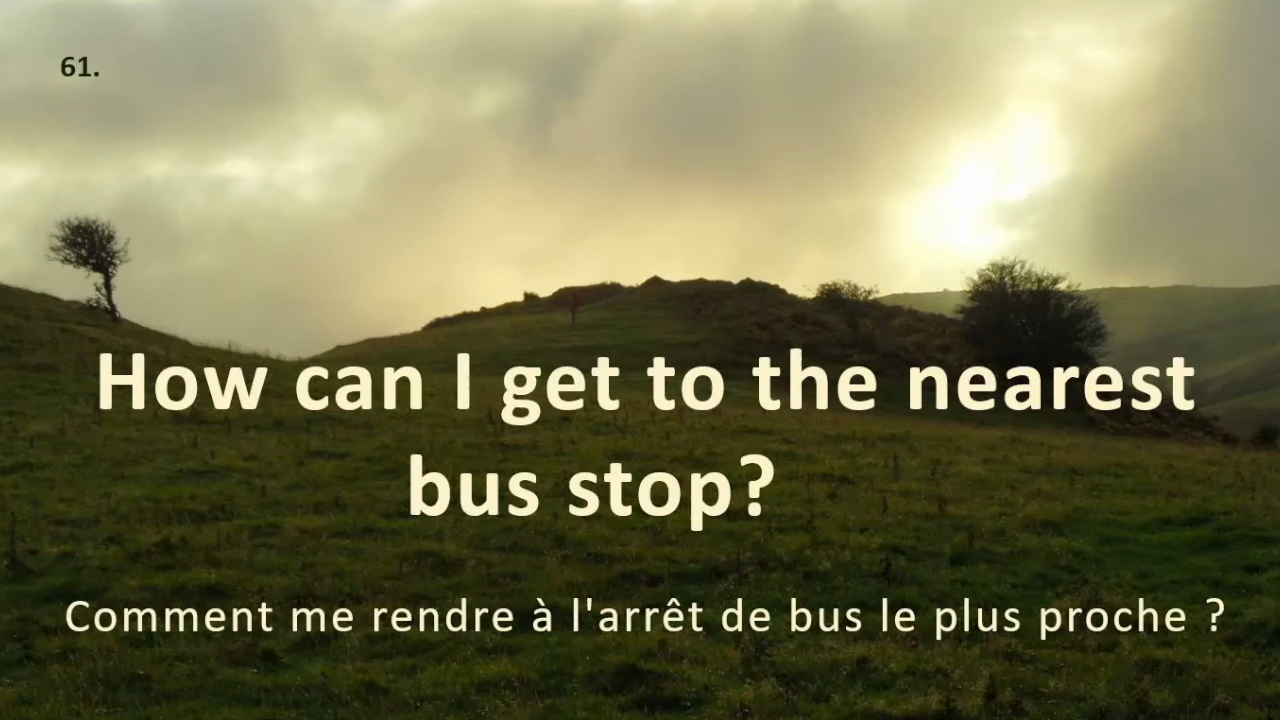 61.
How can I get to the nearest
bus stop?
Comment me rendre à l'arrêt de bus le plus proche ?